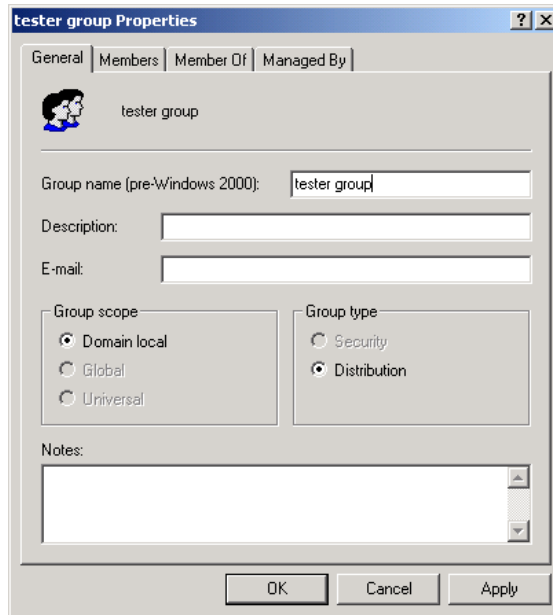 tester group Properties
General Members Member Of Managed By
tester group
Group name (pre-Windows 2000): tester group
Description:
E-mail:
Group scope
Domain local
Global
Universal
Group type
Security
Distribution
Notes:
OK Cancel Apply